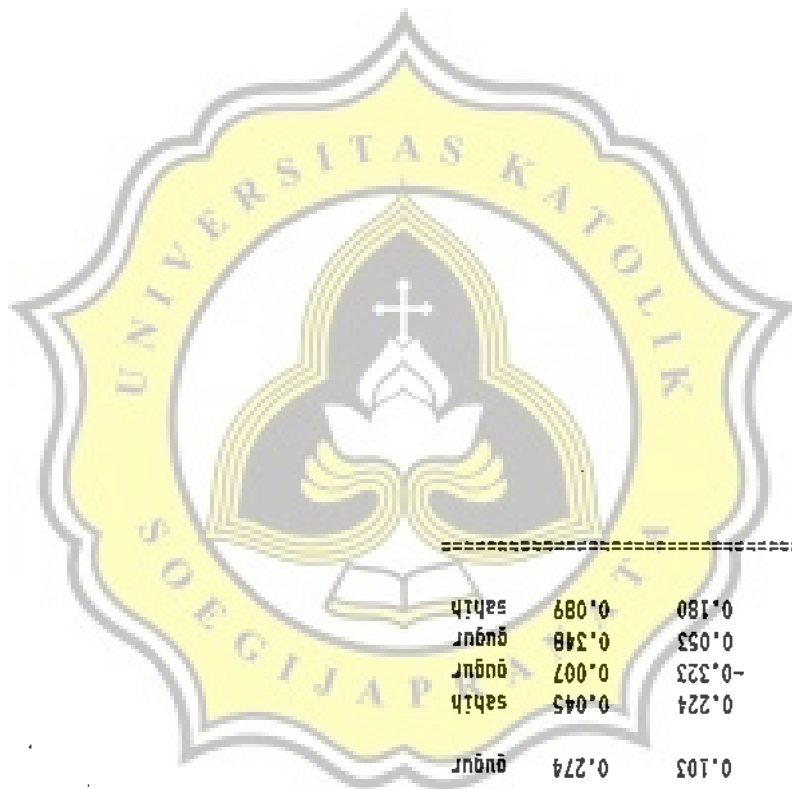 UNIVERSITAS KATOLIK
SOEGIJAPRANATA
0.103 0.274 gugur
0.224 0.045 sahih
-0.323 0.007 gugur
0.053 0.348 gugur
0.180 0.089 sahih